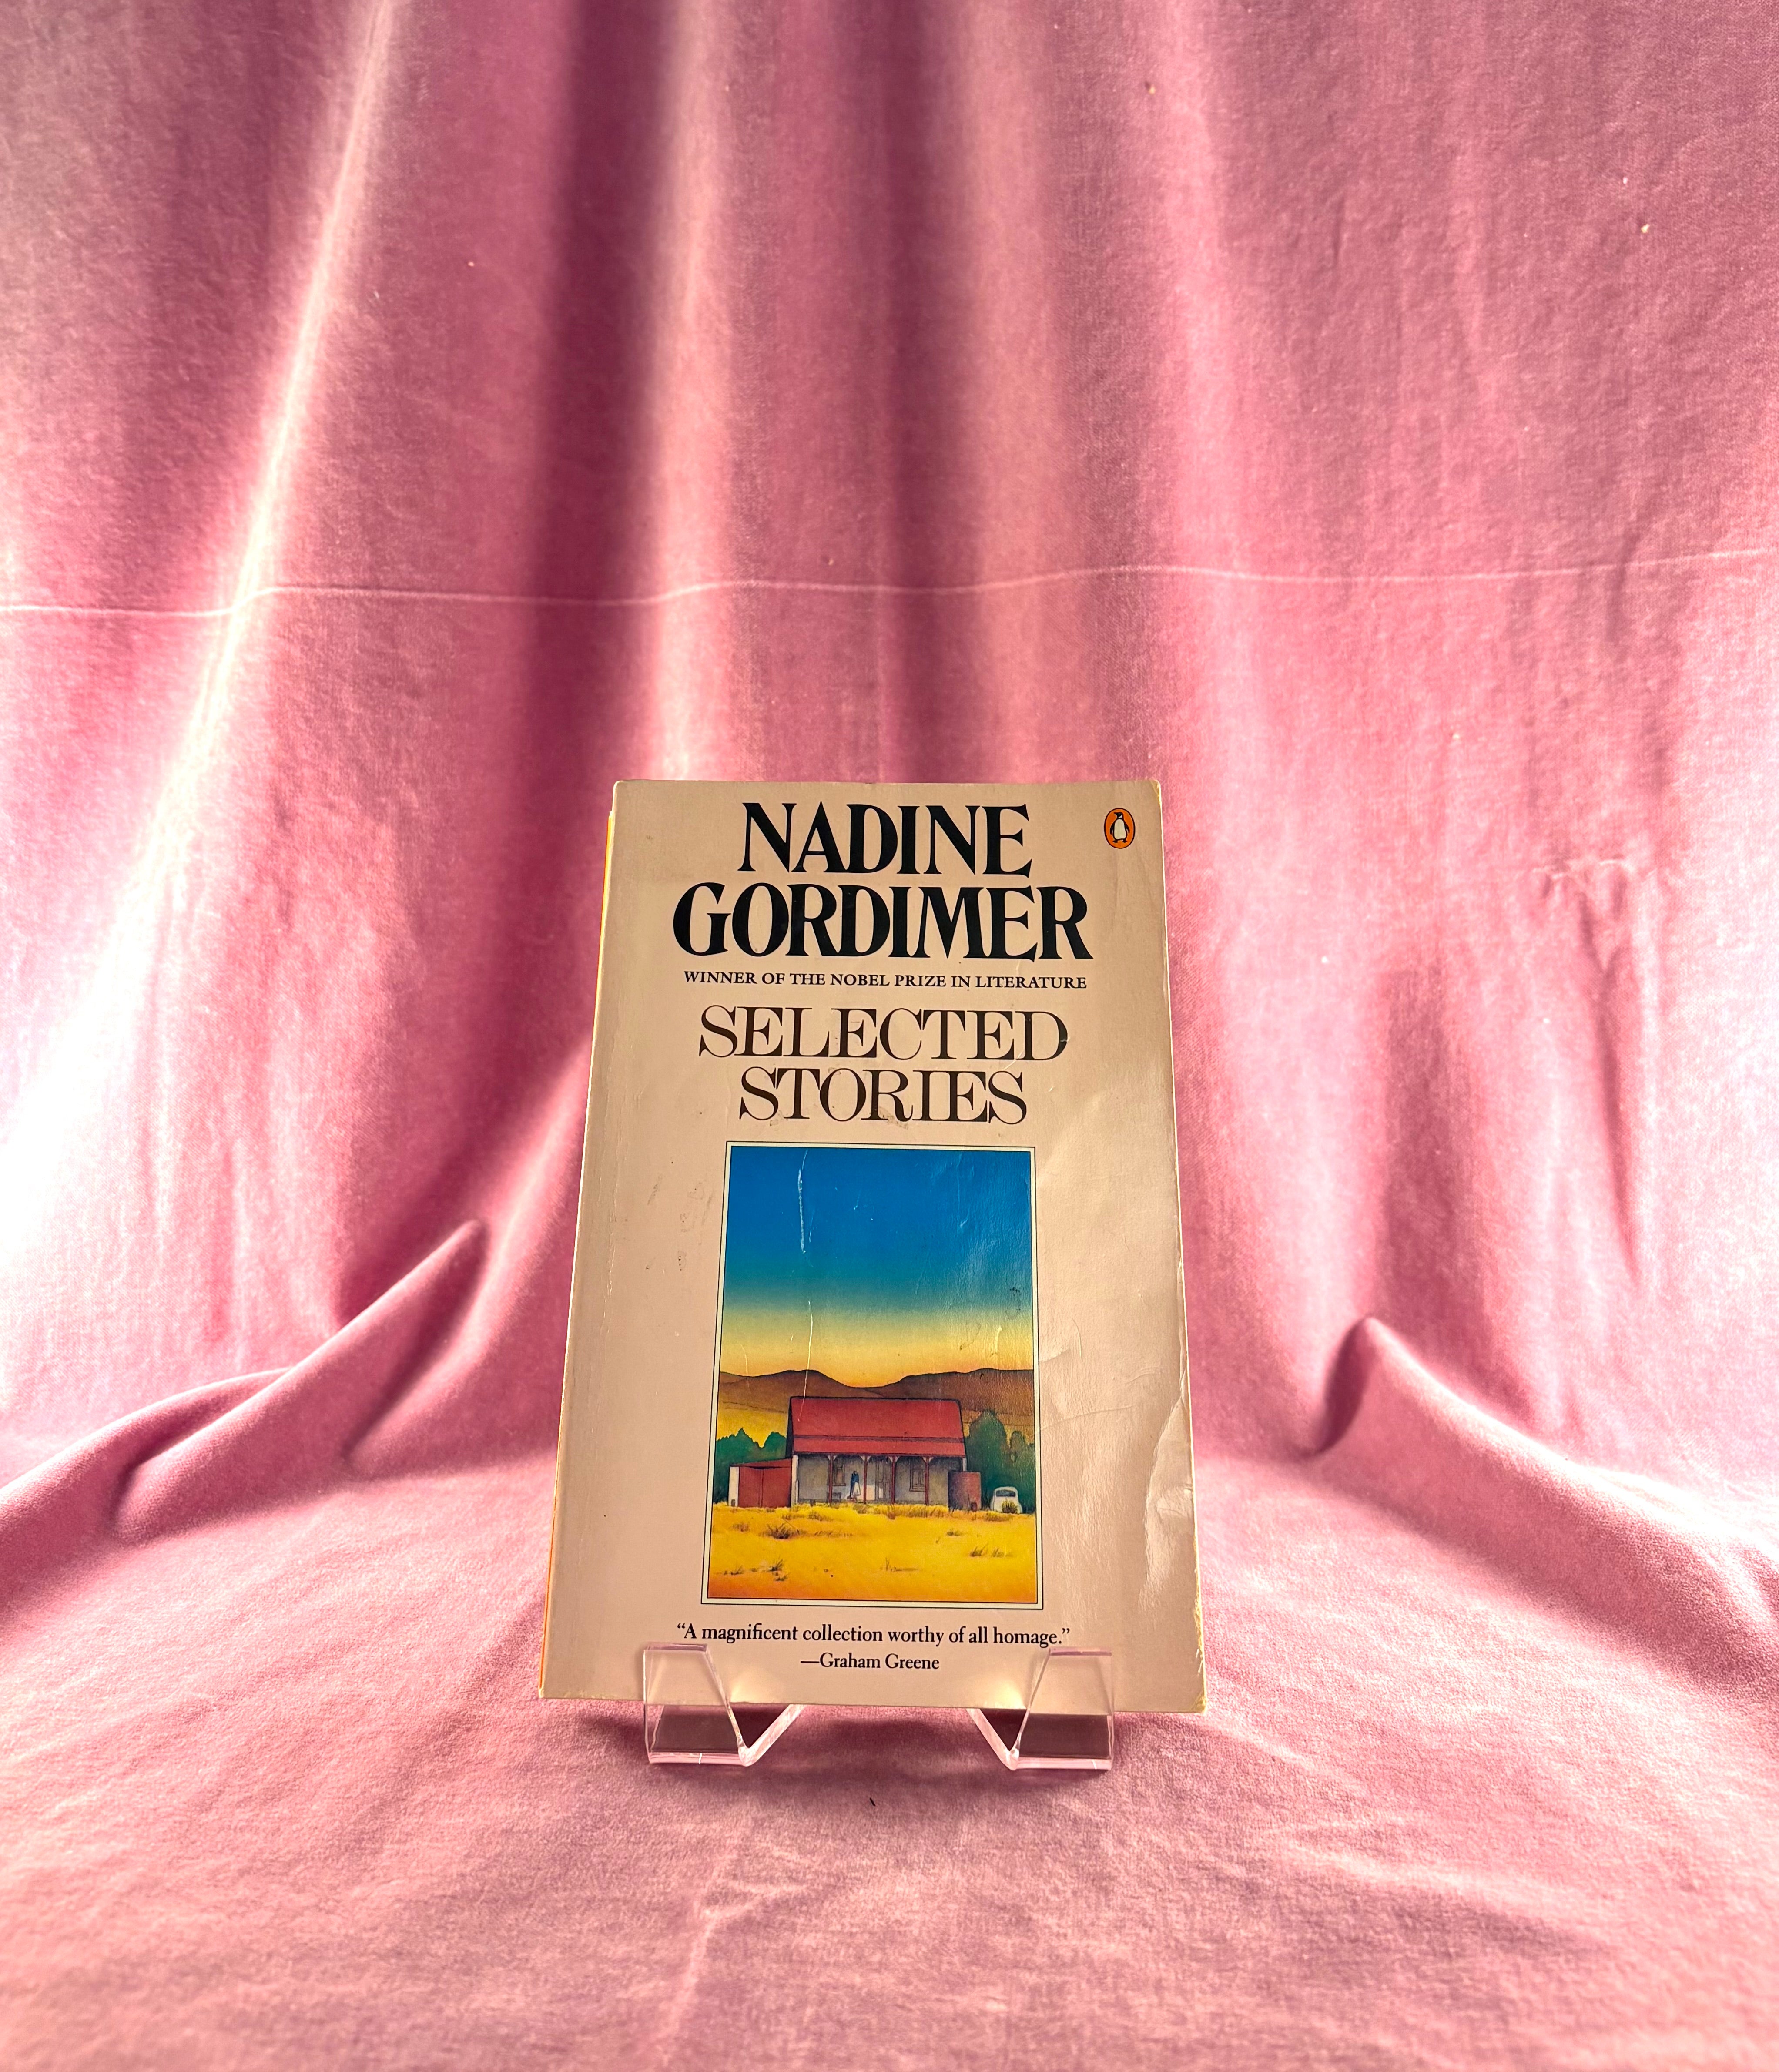 NADINE
GORDIMER
WINNER OF THE NOBEL PRIZE IN LITERATURE
SELECTED
STORIES
“A magnificent collection worthy of all homage.”
—Graham Greene